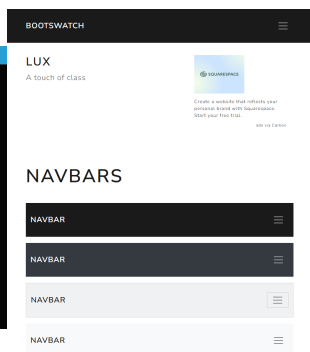 BOOTSWATCH
LUX
A touch of class
SQUARESPACE
Create a website that reflects your
personal brand with Squarespace.
Start your free trial.
ads via Carbon
NAVBARS
NAVBAR
NAVBAR
NAVBAR
NAVBAR